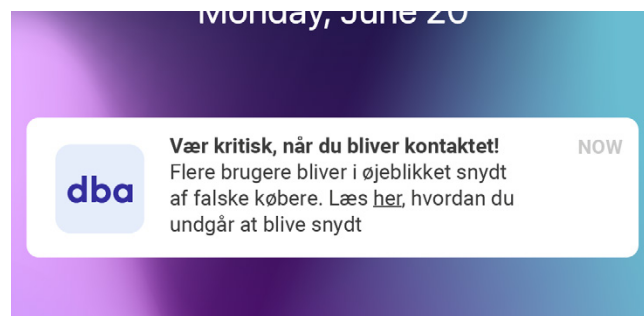 Monday, June 20
dba
Vær kritisk, når du bliver kontaktet!
NOW
Flere brugere bliver i øjeblikket snydt
af falske købere. Læs her, hvordan du
undgår at blive snydt